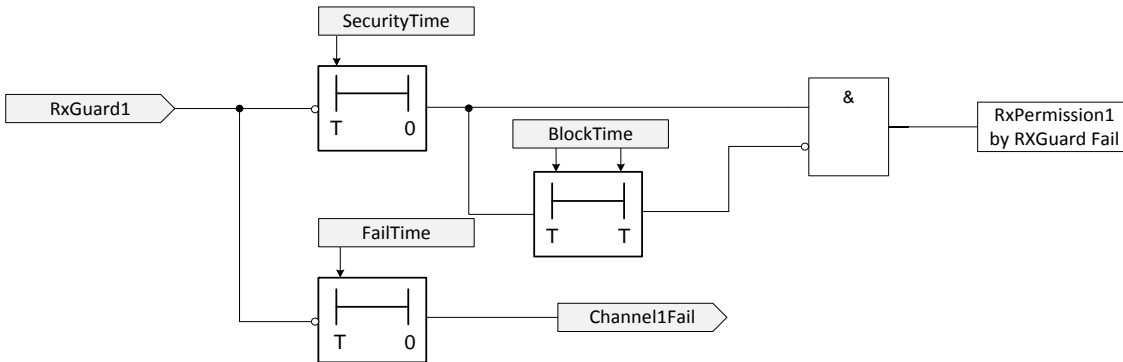 SecurityTime
RxGuard1
T 0
&
RxPermission1
by RXGuard Fail
BlockTime
T T
FailTime
T 0
Channel1Fail